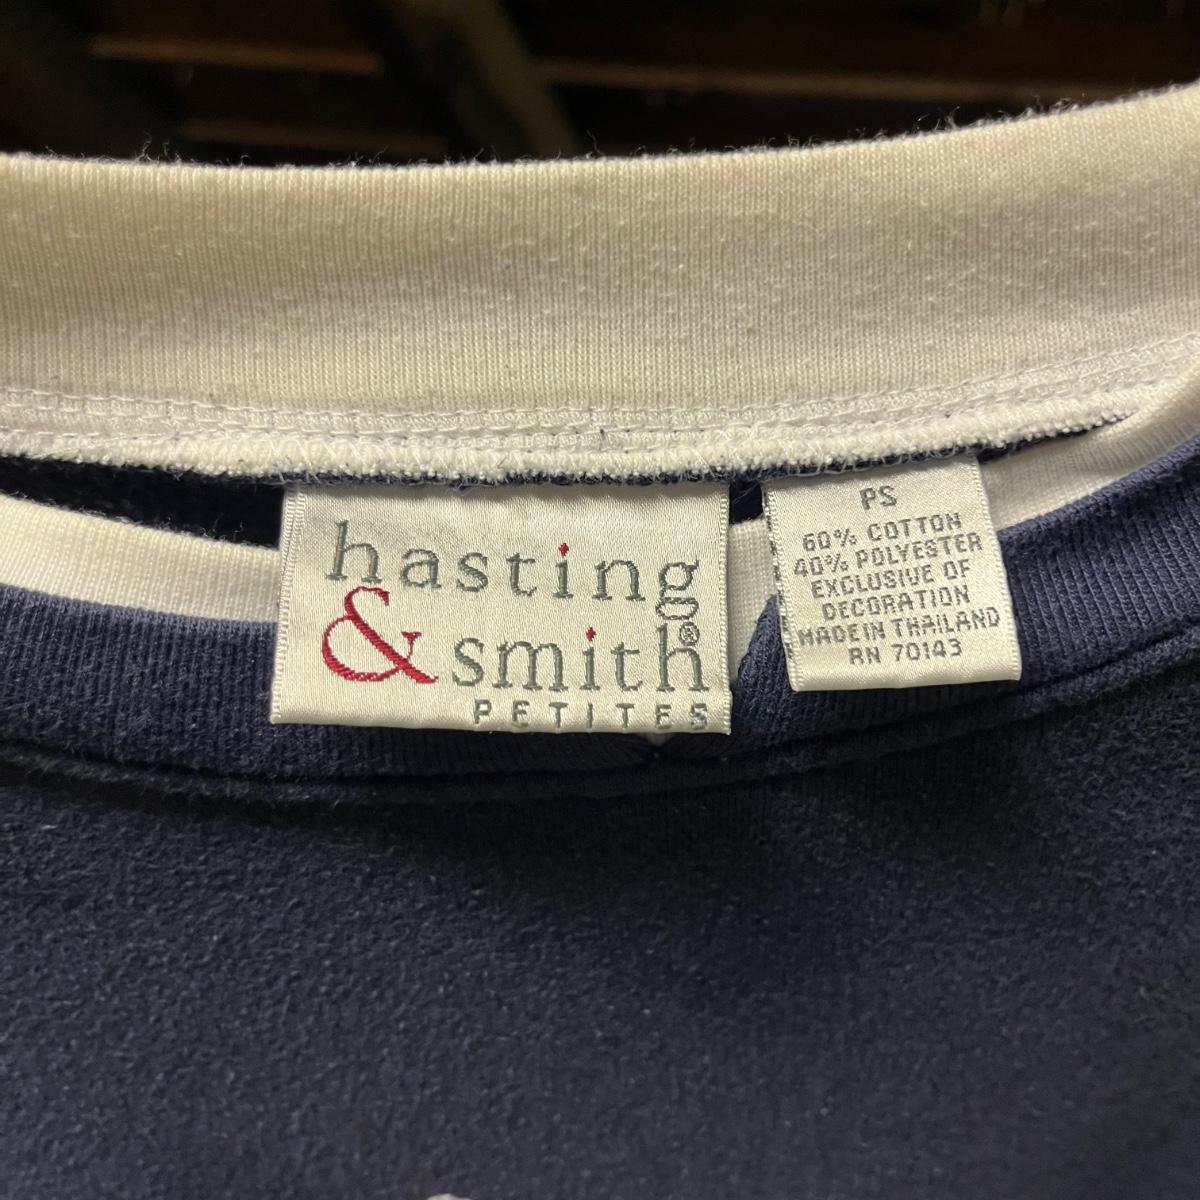 hasting
& smith®
PETITES
PS
60% COTTON
40% POLYESTER
EXCLUSIVE OF
DECORATION
MADE IN THAILAND
RN 70143